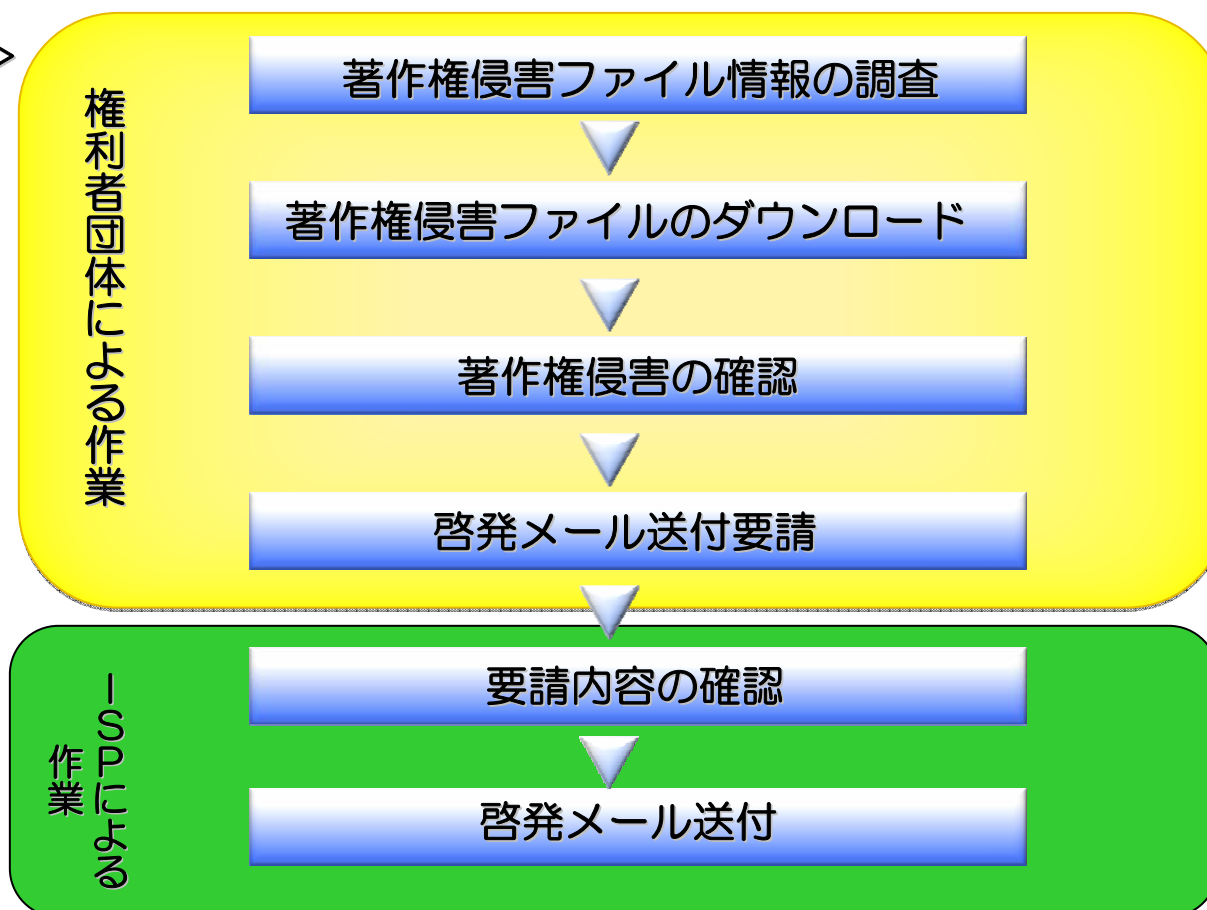 >
権利者団体による作業
著作権侵害ファイル情報の調査
著作権侵害ファイルのダウンロード
著作権侵害の確認
啓発メール送付要請
ISPによる
作業
要請内容の確認
啓発メール送付